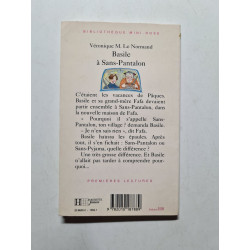 BIBLIOTHEQUE MINI-ROSE
Véronique M. Le Normand
Basile
à Sans-Pantalon
C'étaient les vacances de Pâques.
Basile et sa grand-mère Fafa devaient
partir ensemble à Sans-Pantalon, dans
la nouvelle maison de Fafa.
— Pourquoi il s'appelle Sans-
Pantalon, ton village ? demanda Basile.
— Je n'en sais rien », dit Fafa.
Basile haussa les épaules. Après
tout, il s'en fichait : Sans-Pantalon ou
Sans-Pyjama, quelle différence ?
Une très grosse différence. Et Basile
n'allait pas tarder à comprendre pour-
quoi...
PREMIERES LECTURES